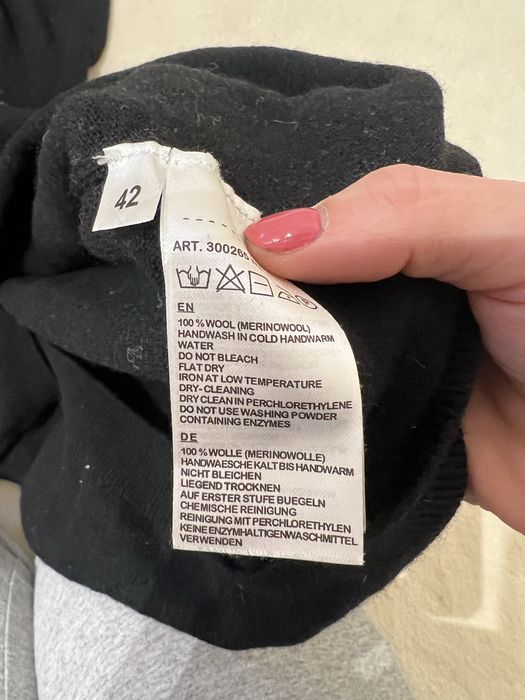 42
ART. 300265
EN
100 % WOOL (MERINOWOOL)
HANDWASH IN COLD HANDWARM
WATER
DO NOT BLEACH
FLAT DRY
IRON AT LOW TEMPERATURE
DRY- CLEANING
DRY CLEAN IN PERCHLORETHYLENE
DO NOT USE WASHING POWDER
CONTAINING ENZYMES
DE
100 % WOLLE (MERINOWOLLE)
HANDWAESCHE KALT BIS HANDWARM
NICHT BLEICHEN
LIEGEND TROCKNEN
AUF ERSTER STUFE BUEGELN
CHEMISCHE REINIGUNG
REINIGUNG MIT PERCHLORETHYLEN
KEINE ENZYMHALTIGEN WASCHMITTEL
VERWENDEN